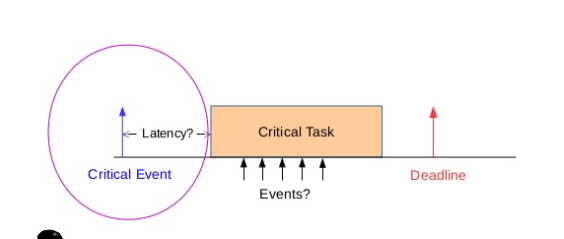 Latency?
Critical Task
Critical Event
Deadline
Events?